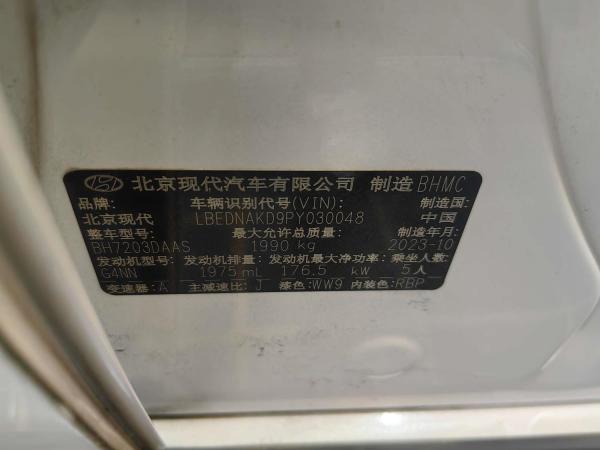 北京现代汽车有限公司 制造 BHMC
品牌: 车辆识别代号(VIN): 制造国:
北京现代 LBEDNAKD9PY030048 中国
整车型号: 最大允许总质量: 制造年月:
BH7203DAAS 1990 kg 2023-10
发动机型号: 发动机排量: 发动机最大净功率: 乘坐人数:
G4NN 1975 mL 176.5 kW 5人
变速器: A 主减速比: J 漆色: WW9 内装色: RBP